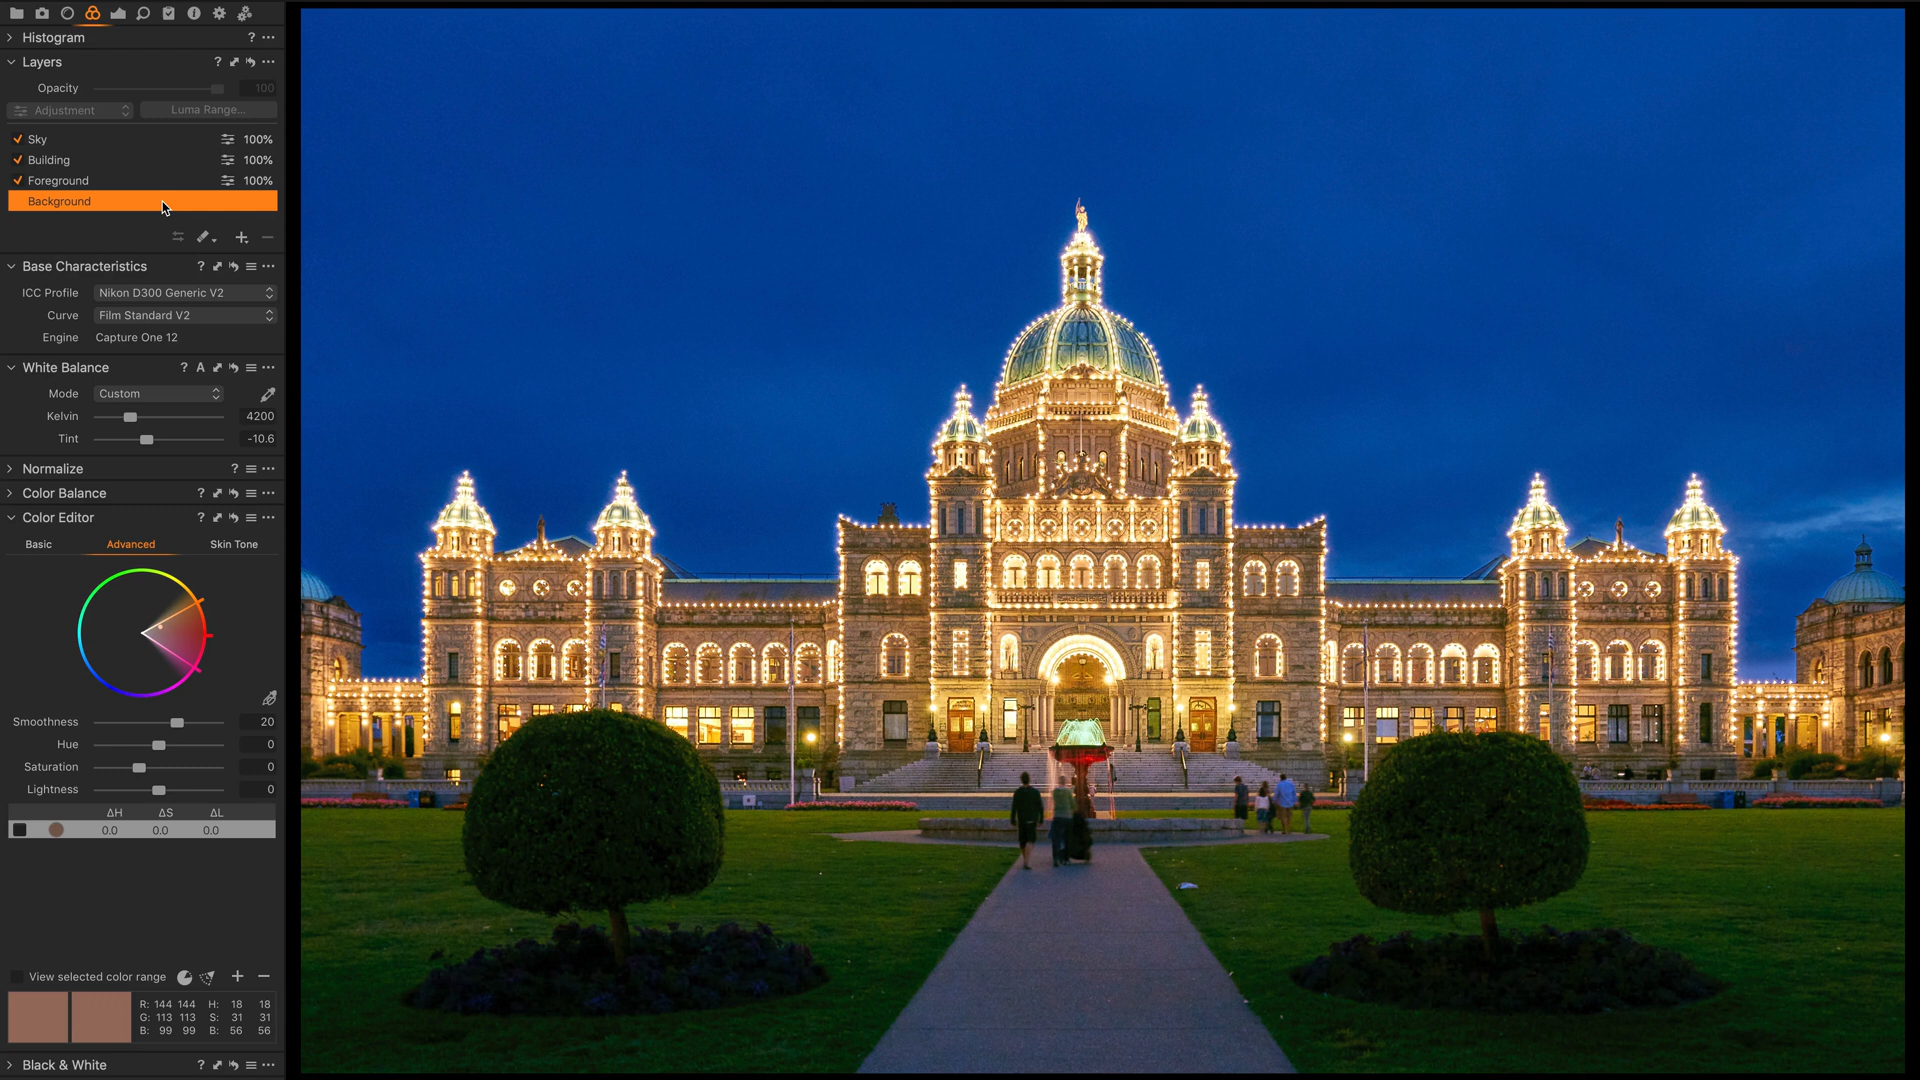 Histogram ? ...
Layers ? ...
Opacity 100
Adjustment Luma Range...
Sky 100%
Building 100%
Foreground 100%
Background
Base Characteristics ? ...
ICC Profile Nikon D300 Generic V2
Curve Film Standard V2
Engine Capture One 12
White Balance ? A ...
Mode Custom
Kelvin 4200
Tint -10.6
Normalize ? ...
Color Balance ? ...
Color Editor ? ...
Basic Advanced Skin Tone
Smoothness 20
Hue 0
Saturation 0
Lightness 0
ΔH ΔS ΔL
0.0 0.0 0.0
View selected color range
R: 144 144 H: 18 18
G: 113 113 S: 31 31
B: 99 99 B: 56 56
Black & White ? ...